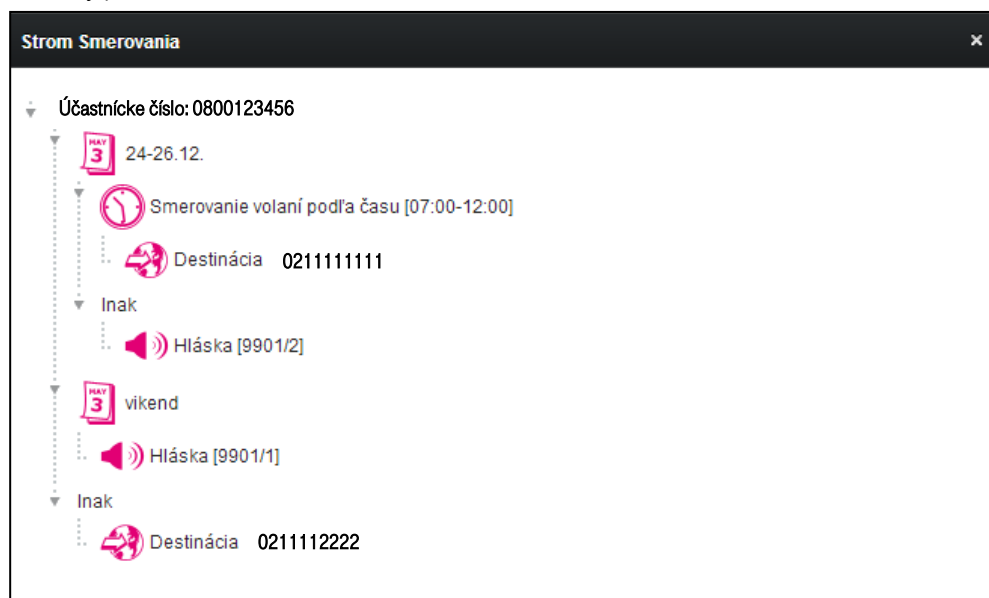 Strom Smerovania ×
Účastnícke číslo: 0800123456
MAY 3 24-26.12.
Smerovanie volaní podľa času [07:00-12:00]
Destinácia 0211111111
Inak
Hláska [9901/2]
MAY 3 vikend
Hláska [9901/1]
Inak
Destinácia 0211112222